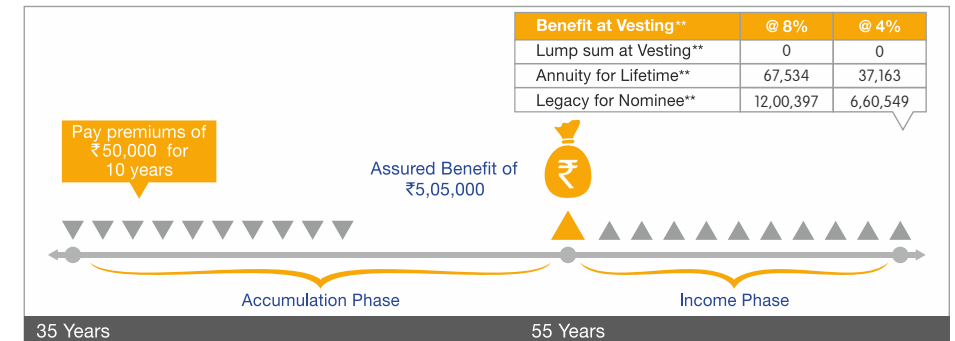 Benefit at Vesting** @ 8% @ 4%
Lump sum at Vesting** 0 0
Annuity for Lifetime** 67,534 37,163
Legacy for Nominee** 12,00,397 6,60,549
Pay premiums of
₹50,000 for
10 years
Assured Benefit of
₹5,05,000
₹
Accumulation Phase
Income Phase
35 Years
55 Years